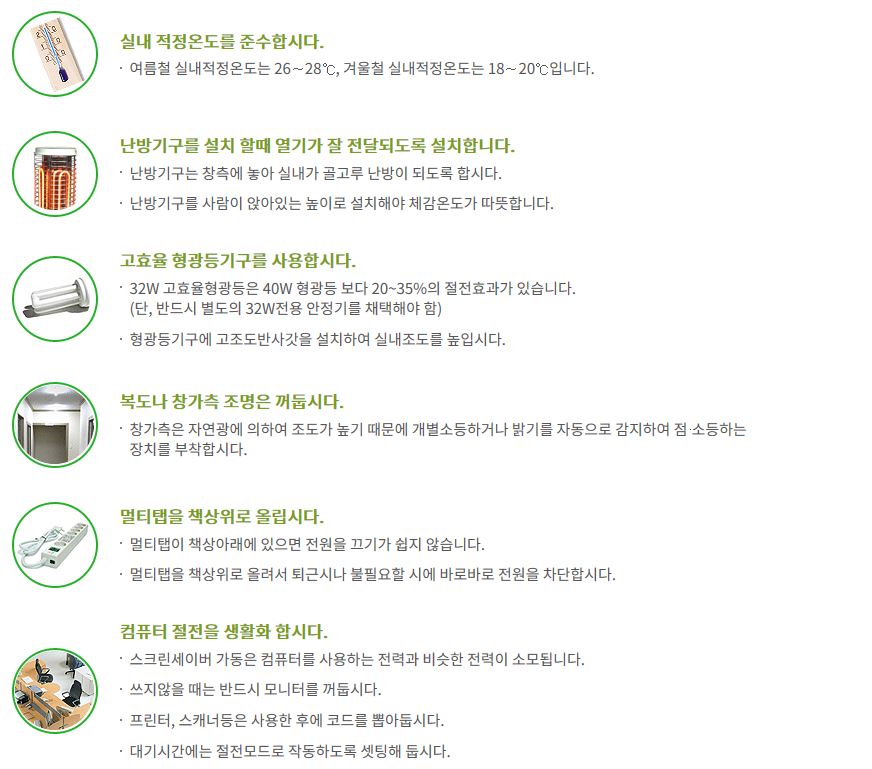 실내 적정온도를 준수합시다.
· 여름철 실내적정온도는 26～28℃, 겨울철 실내적정온도는 18～20℃입니다.
난방기구를 설치 할때 열기가 잘 전달되도록 설치합니다.
· 난방기구는 창측에 놓아 실내가 골고루 난방이 되도록 합시다.
· 난방기구를 사람이 앉아있는 높이로 설치해야 체감온도가 따뜻합니다.
고효율 형광등기구를 사용합시다.
· 32W 고효율형광등은 40W 형광등 보다 20~35%의 절전효과가 있습니다.
(단, 반드시 별도의 32W전용 안정기를 채택해야 함)
· 형광등기구에 고조도반사갓을 설치하여 실내조도를 높입시다.
복도나 창가측 조명은 꺼둡시다.
· 창가측은 자연광에 의하여 조도가 높기 때문에 개별소등하거나 밝기를 자동으로 감지하여 점·소등하는
장치를 부착합시다.
멀티탭을 책상위로 올립시다.
· 멀티탭이 책상아래에 있으면 전원을 끄기가 쉽지 않습니다.
· 멀티탭을 책상위로 올려서 퇴근시나 불필요할 시에 바로바로 전원을 차단합시다.
컴퓨터 절전을 생활화 합시다.
· 스크린세이버 가동은 컴퓨터를 사용하는 전력과 비슷한 전력이 소모됩니다.
· 쓰지않을 때는 반드시 모니터를 꺼둡시다.
· 프린터, 스캐너등은 사용한 후에 코드를 뽑아둡시다.
· 대기시간에는 절전모드로 작동하도록 셋팅해 둡시다.